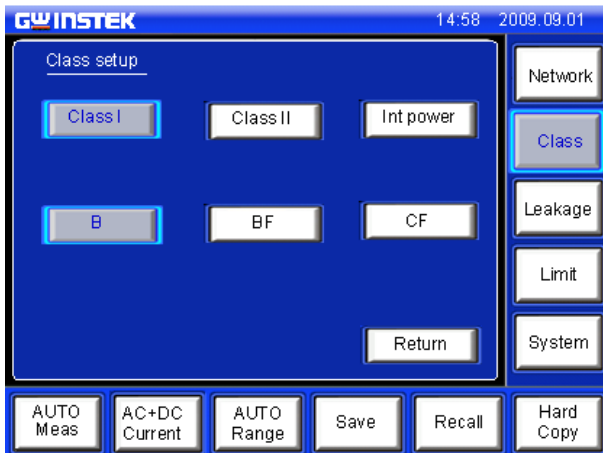 GWINSTEK
14:58 2009.09.01
Class setup
Class I
Class II
Int power
B
BF
CF
Return
Network
Class
Leakage
Limit
System
AUTO
Meas
AC+DC
Current
AUTO
Range
Save
Recall
Hard
Copy